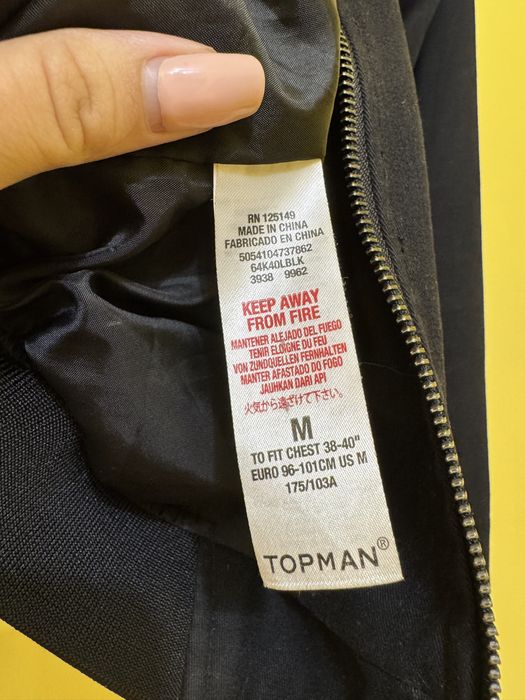 RN 125149
MADE IN CHINA
FABRICADO EN CHINA
5054104737862
64K40LBLK
3938 9962
KEEP AWAY
FROM FIRE
MANTENER ALEJADO DEL FUEGO
TENIR ELOIGNE DU FEU
VON ZUNDQUELLEN FERNHALTEN
MANTER AFASTADO DO FOGO
JAUHKAN DARI API
火気から遠ざけて下さい。
M
TO FIT CHEST 38-40"
EURO 96-101CM US M
175/103A
TOPMAN®